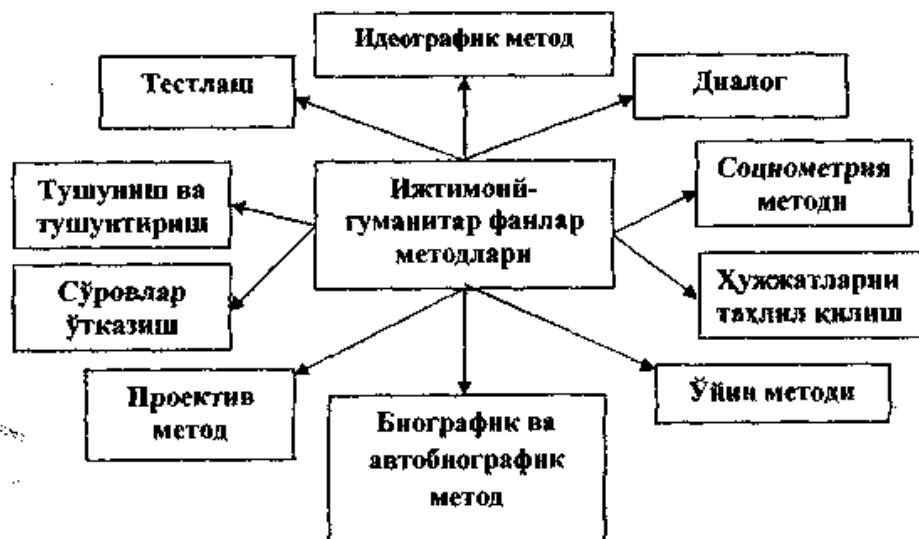 Идеографик метод
Тестлаш
Диалог
Тушуниш ва
тушунтириш
Ижтимоий-
гуманитар фанлар
методлари
Социометрия
методи
Сўровлар
ўтказиш
Ҳужжатларни
таҳлил қилиш
Проектив
метод
Биографик ва
автобиографик
метод
Ўйин методи